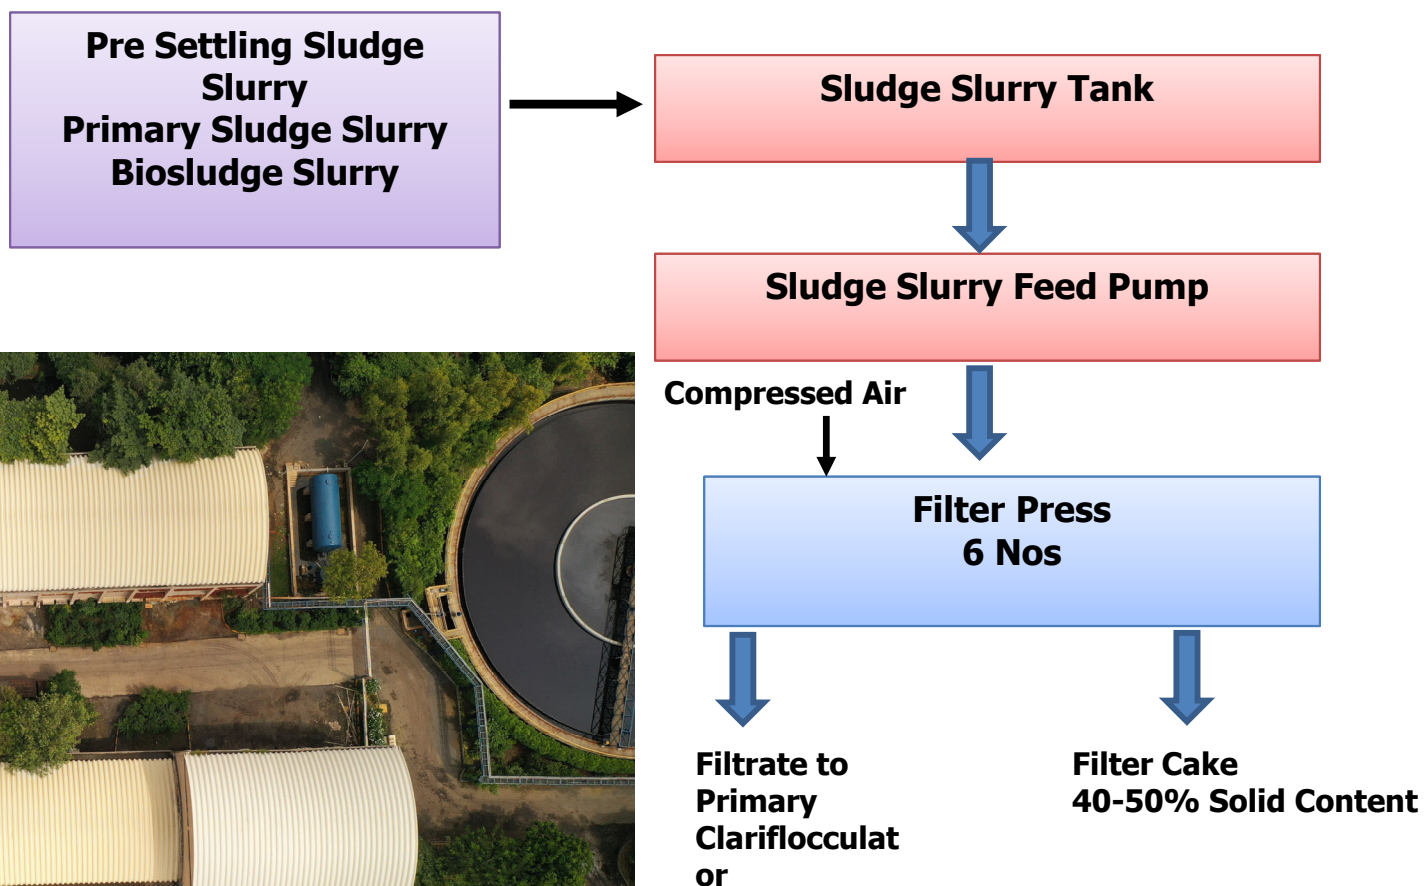 Pre Settling Sludge
Slurry
Primary Sludge Slurry
Biosludge Slurry
Sludge Slurry Tank
Sludge Slurry Feed Pump
Compressed Air
Filter Press
6 Nos
Filtrate to
Primary
Clariflocculat
or
Filter Cake
40-50% Solid Content